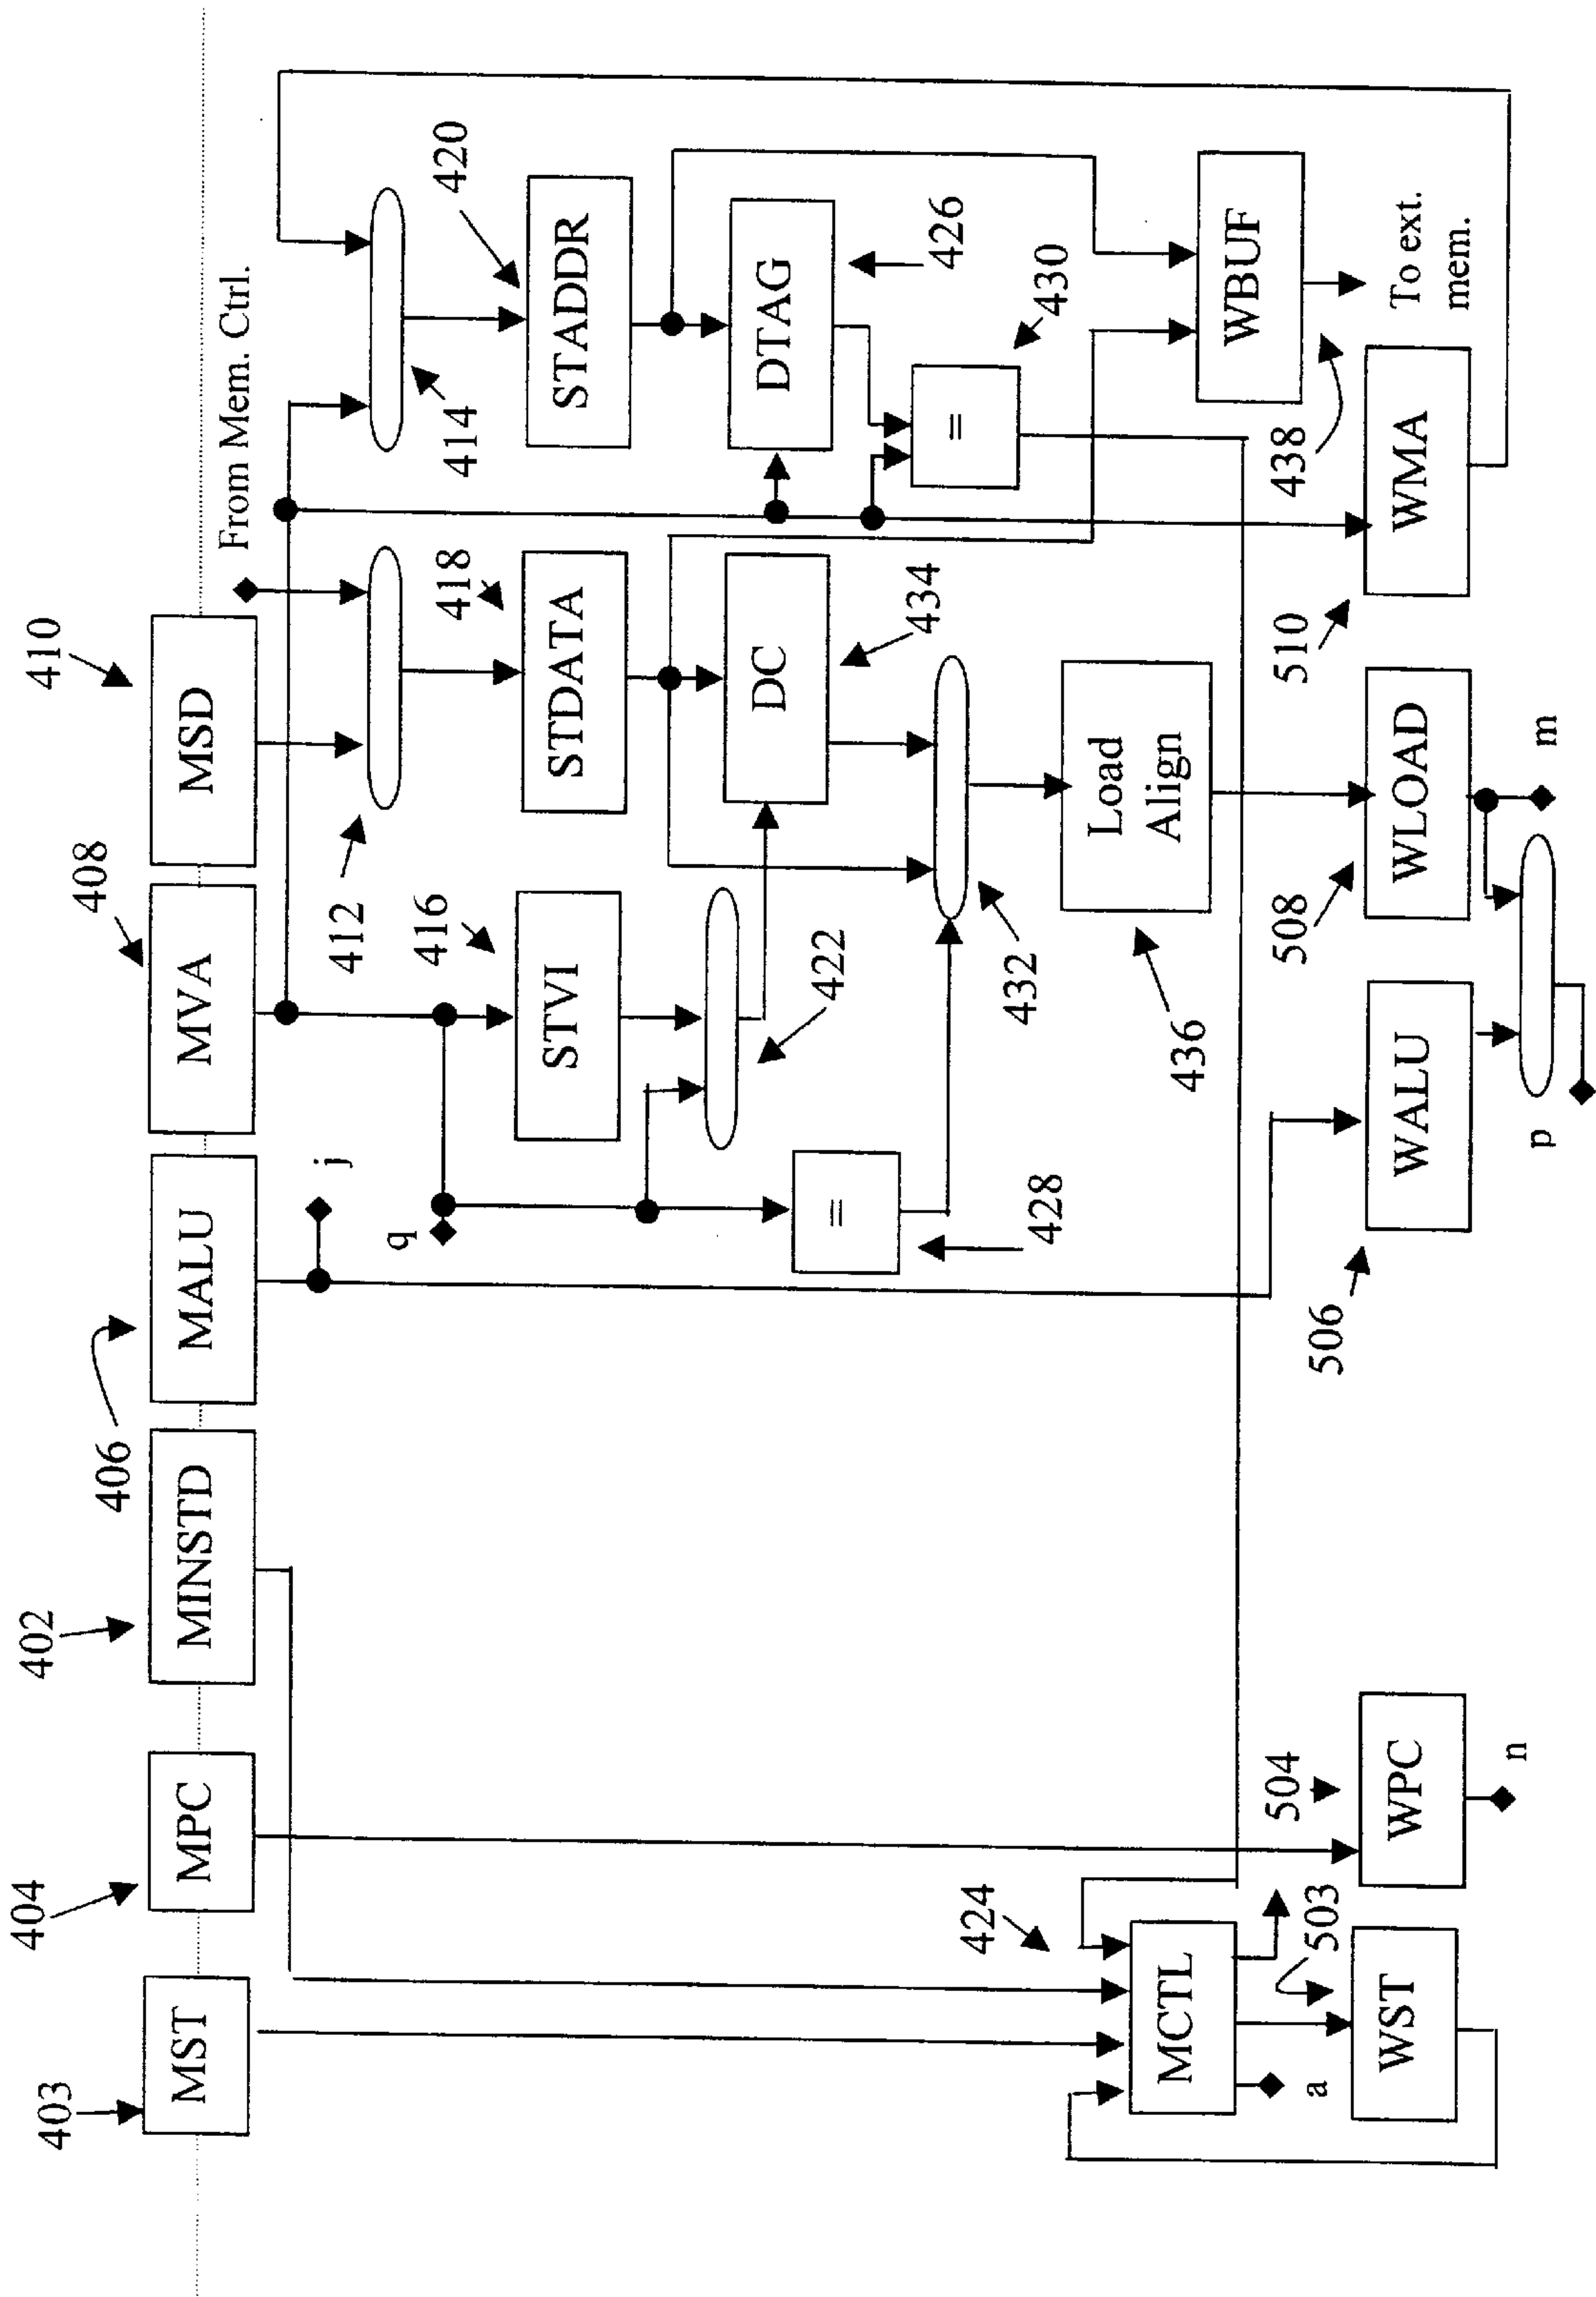 403
404
402
406
408
410
MST
MPC
MINSTD
MALU
MVA
MSD
From Mem. Ctrl.
j
q
412
414
416
418
420
STVI
STDATA
STADDR
422
DC
DTAG
434
426
=
=
428
432
430
424
436
Load
Align
MCTL
WBUF
438
To ext.
mem.
a
503
504
506
508
510
WST
WPC
WALU
WLOAD
WMA
n
p
m